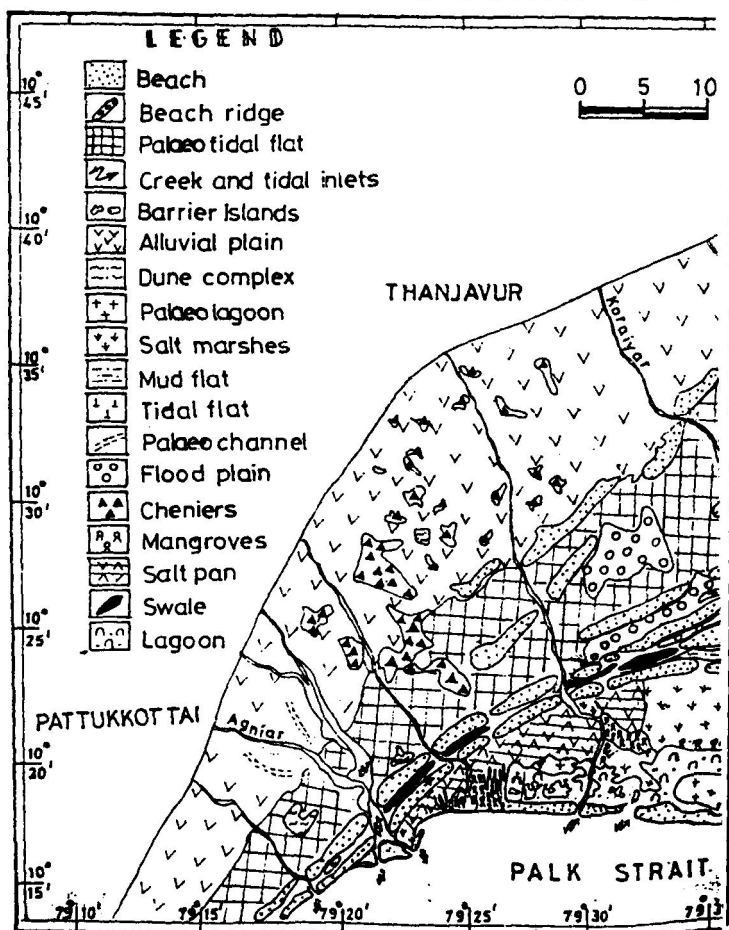 LEGEND
Beach
Beach ridge
Palaeo tidal flat
Creek and tidal inlets
Barrier Islands
Alluvial plain
Dune complex
Palaeo lagoon
Salt marshes
Mud flat
Tidal flat
Palaeo channel
Flood plain
Cheniers
Mangroves
Salt pan
Swale
Lagoon
0 5 10
10° 45'
10° 40'
10° 35'
10° 30'
10° 25'
10° 20'
10° 15'
THANJAVUR
Koraiyar
PATTUKKOTTAI
Agniar
PALK STRAIT
79° 10' 79° 15' 79° 20' 79° 25' 79° 30'